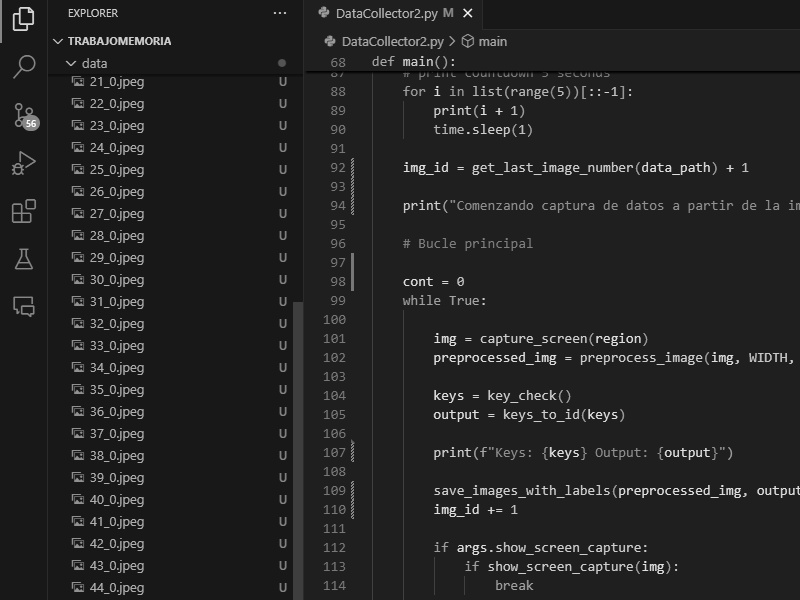 EXPLORER
TRABAJOMEMORIA
data
21_0.jpeg U
22_0.jpeg U
23_0.jpeg U
24_0.jpeg U
25_0.jpeg U
26_0.jpeg U
27_0.jpeg U
28_0.jpeg U
29_0.jpeg U
30_0.jpeg U
31_0.jpeg U
32_0.jpeg U
33_0.jpeg U
34_0.jpeg U
35_0.jpeg U
36_0.jpeg U
37_0.jpeg U
38_0.jpeg U
39_0.jpeg U
40_0.jpeg U
41_0.jpeg U
42_0.jpeg U
43_0.jpeg U
44_0.jpeg U
56
DataCollector2.py M
DataCollector2.py > main
68 def main():
87 # print countdown 5 seconds
88 for i in list(range(5))[::-1]:
89 print(i + 1)
90 time.sleep(1)
91
92 img_id = get_last_image_number(data_path) + 1
93
94 print("Comenzando captura de datos a partir de la im
95
96 # Bucle principal
97
98 cont = 0
99 while True:
100
101 img = capture_screen(region)
102 preprocessed_img = preprocess_image(img, WIDTH,
103
104 keys = key_check()
105 output = keys_to_id(keys)
106
107 print(f"Keys: {keys} Output: {output}")
108
109 save_images_with_labels(preprocessed_img, output
110 img_id += 1
111
112 if args.show_screen_capture:
113 if show_screen_capture(img):
114 break